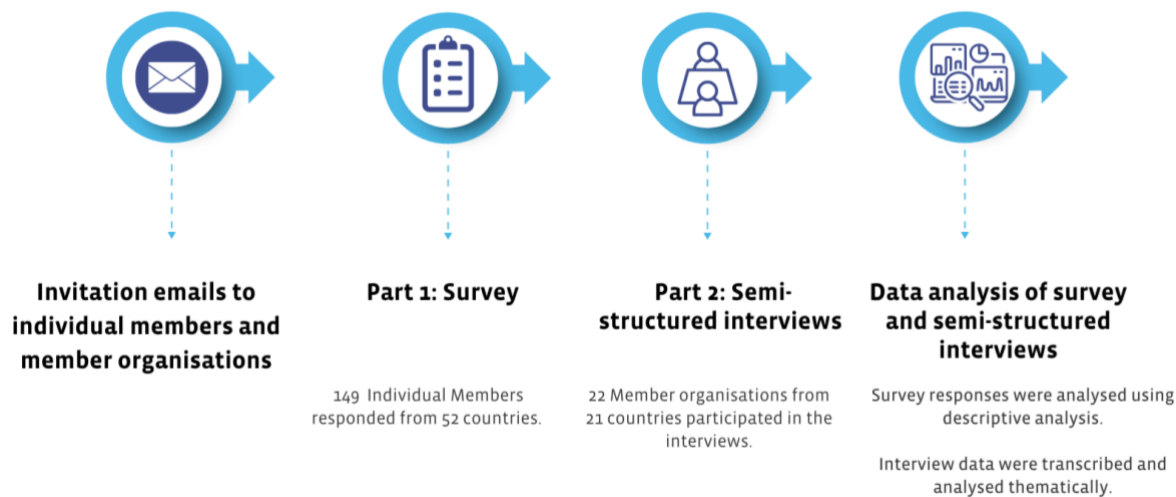 Invitation emails to
individual members and
member organisations
Part 1: Survey
149 Individual Members
responded from 52 countries.
Part 2: Semi-
structured interviews
22 Member organisations from
21 countries participated in the
interviews.
Data analysis of survey
and semi-structured
interviews
Survey responses were analysed using
descriptive analysis.
Interview data were transcribed and
analysed thematically.